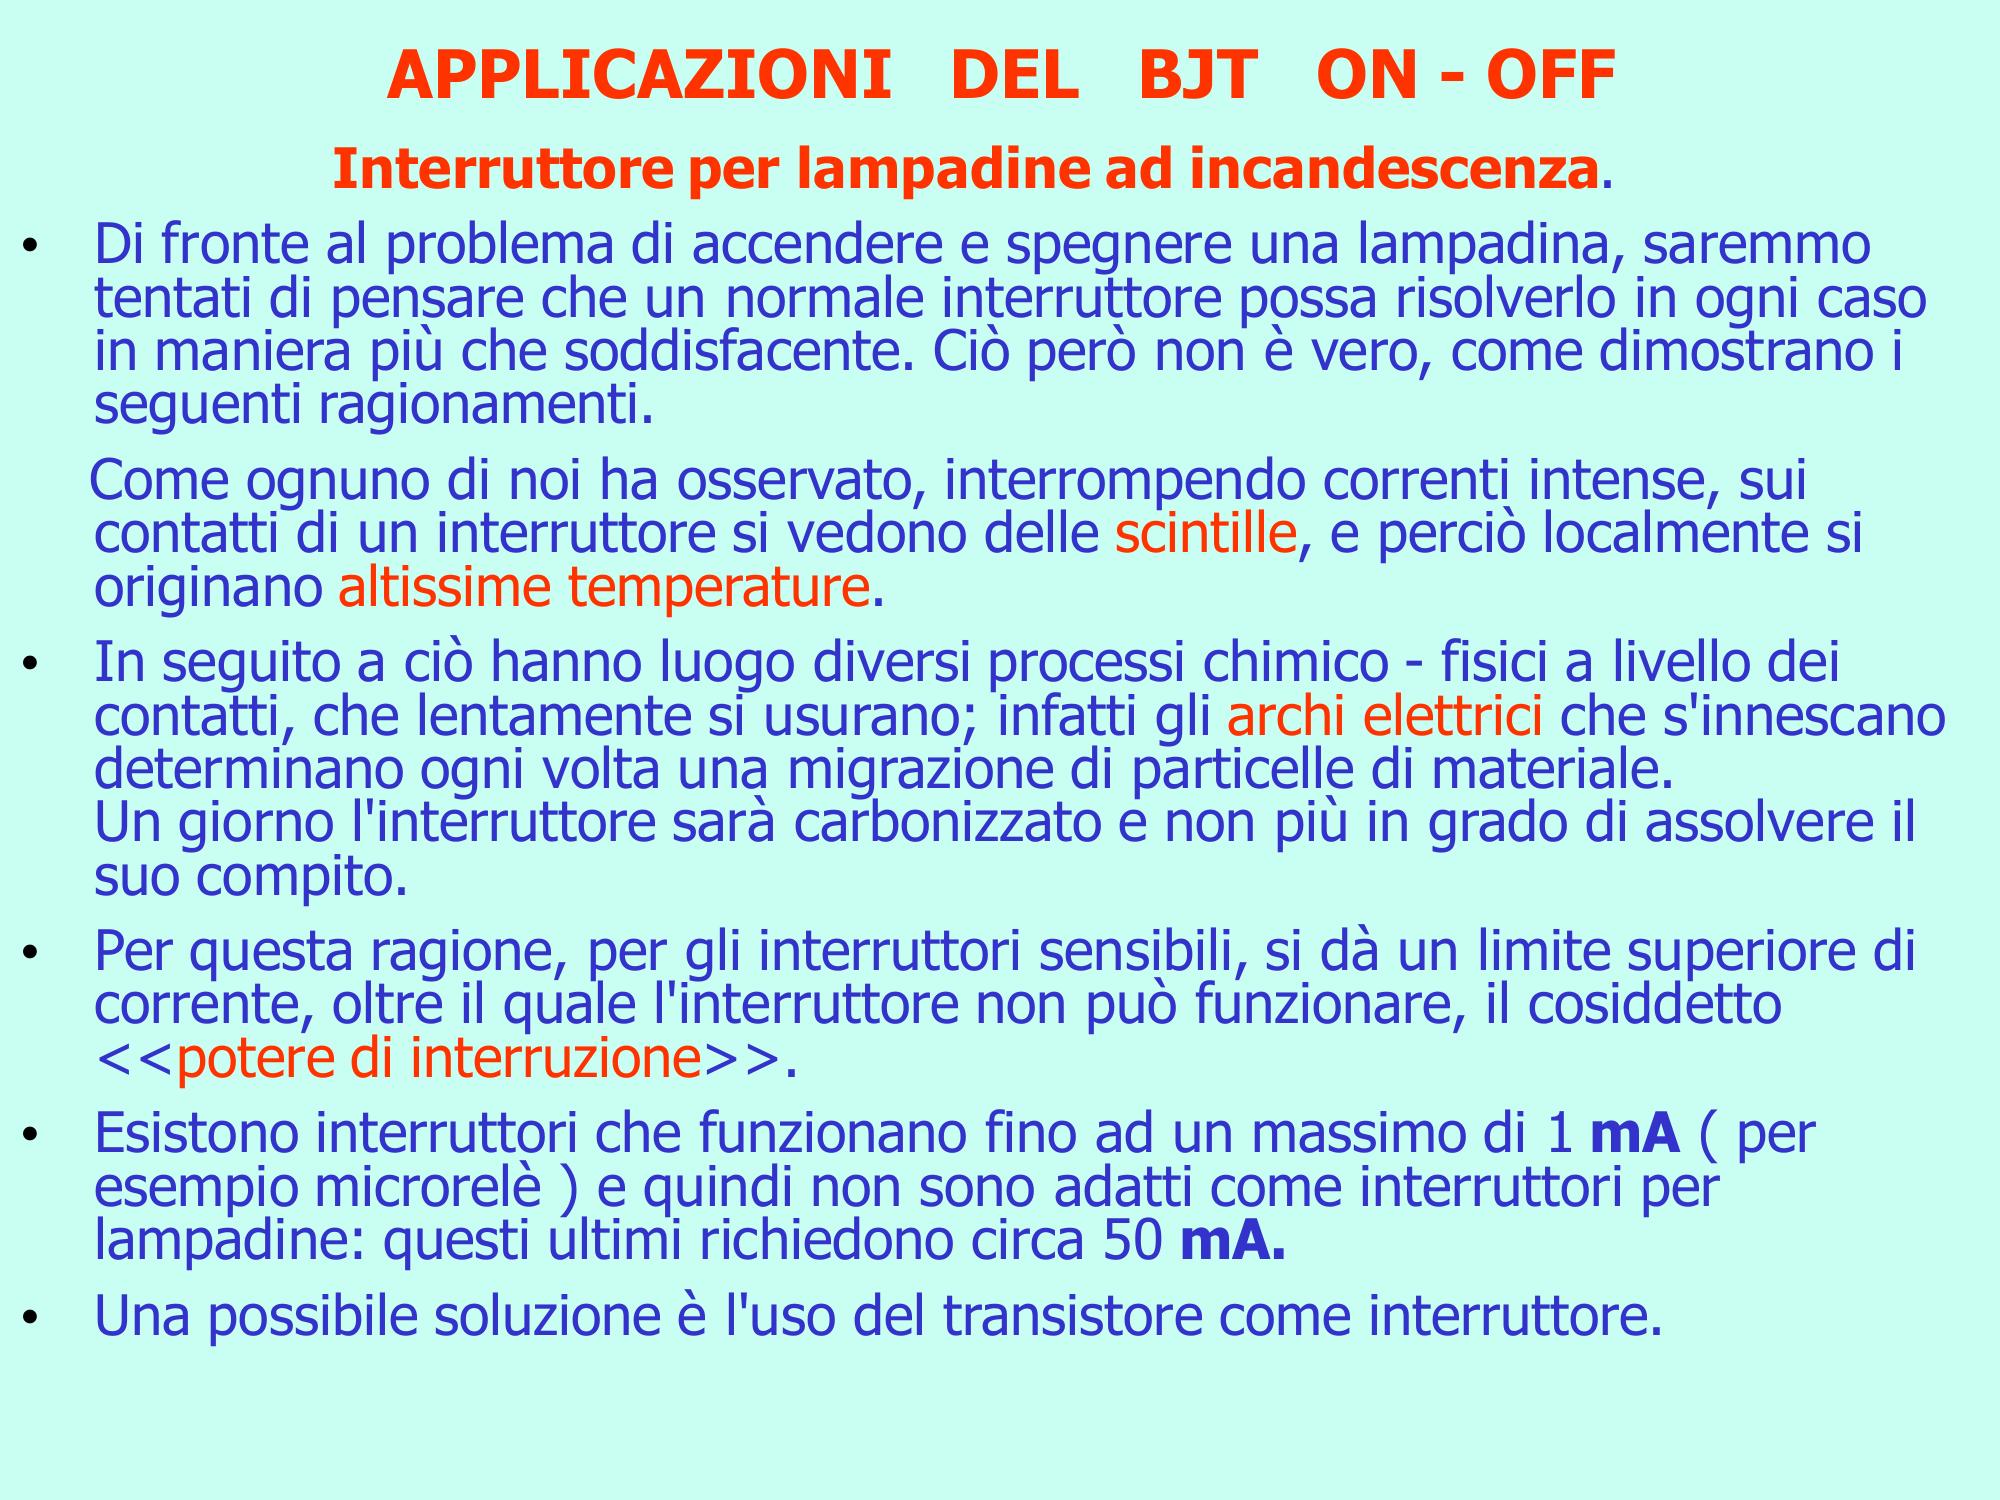 APPLICAZIONI DEL BJT ON - OFF
Interruttore per lampadine ad incandescenza.
• Di fronte al problema di accendere e spegnere una lampadina, saremmo
tentati di pensare che un normale interruttore possa risolverlo in ogni caso
in maniera più che soddisfacente. Ciò però non è vero, come dimostrano i
seguenti ragionamenti.
Come ognuno di noi ha osservato, interrompendo correnti intense, sui
contatti di un interruttore si vedono delle scintille, e perciò localmente si
originano altissime temperature.
• In seguito a ciò hanno luogo diversi processi chimico - fisici a livello dei
contatti, che lentamente si usurano; infatti gli archi elettrici che s'innescano
determinano ogni volta una migrazione di particelle di materiale.
Un giorno l'interruttore sarà carbonizzato e non più in grado di assolvere il
suo compito.
• Per questa ragione, per gli interruttori sensibili, si dà un limite superiore di
corrente, oltre il quale l'interruttore non può funzionare, il cosiddetto
<<potere di interruzione>>.
• Esistono interruttori che funzionano fino ad un massimo di 1 mA ( per
esempio microrelè ) e quindi non sono adatti come interruttori per
lampadine: questi ultimi richiedono circa 50 mA.
• Una possibile soluzione è l'uso del transistore come interruttore.